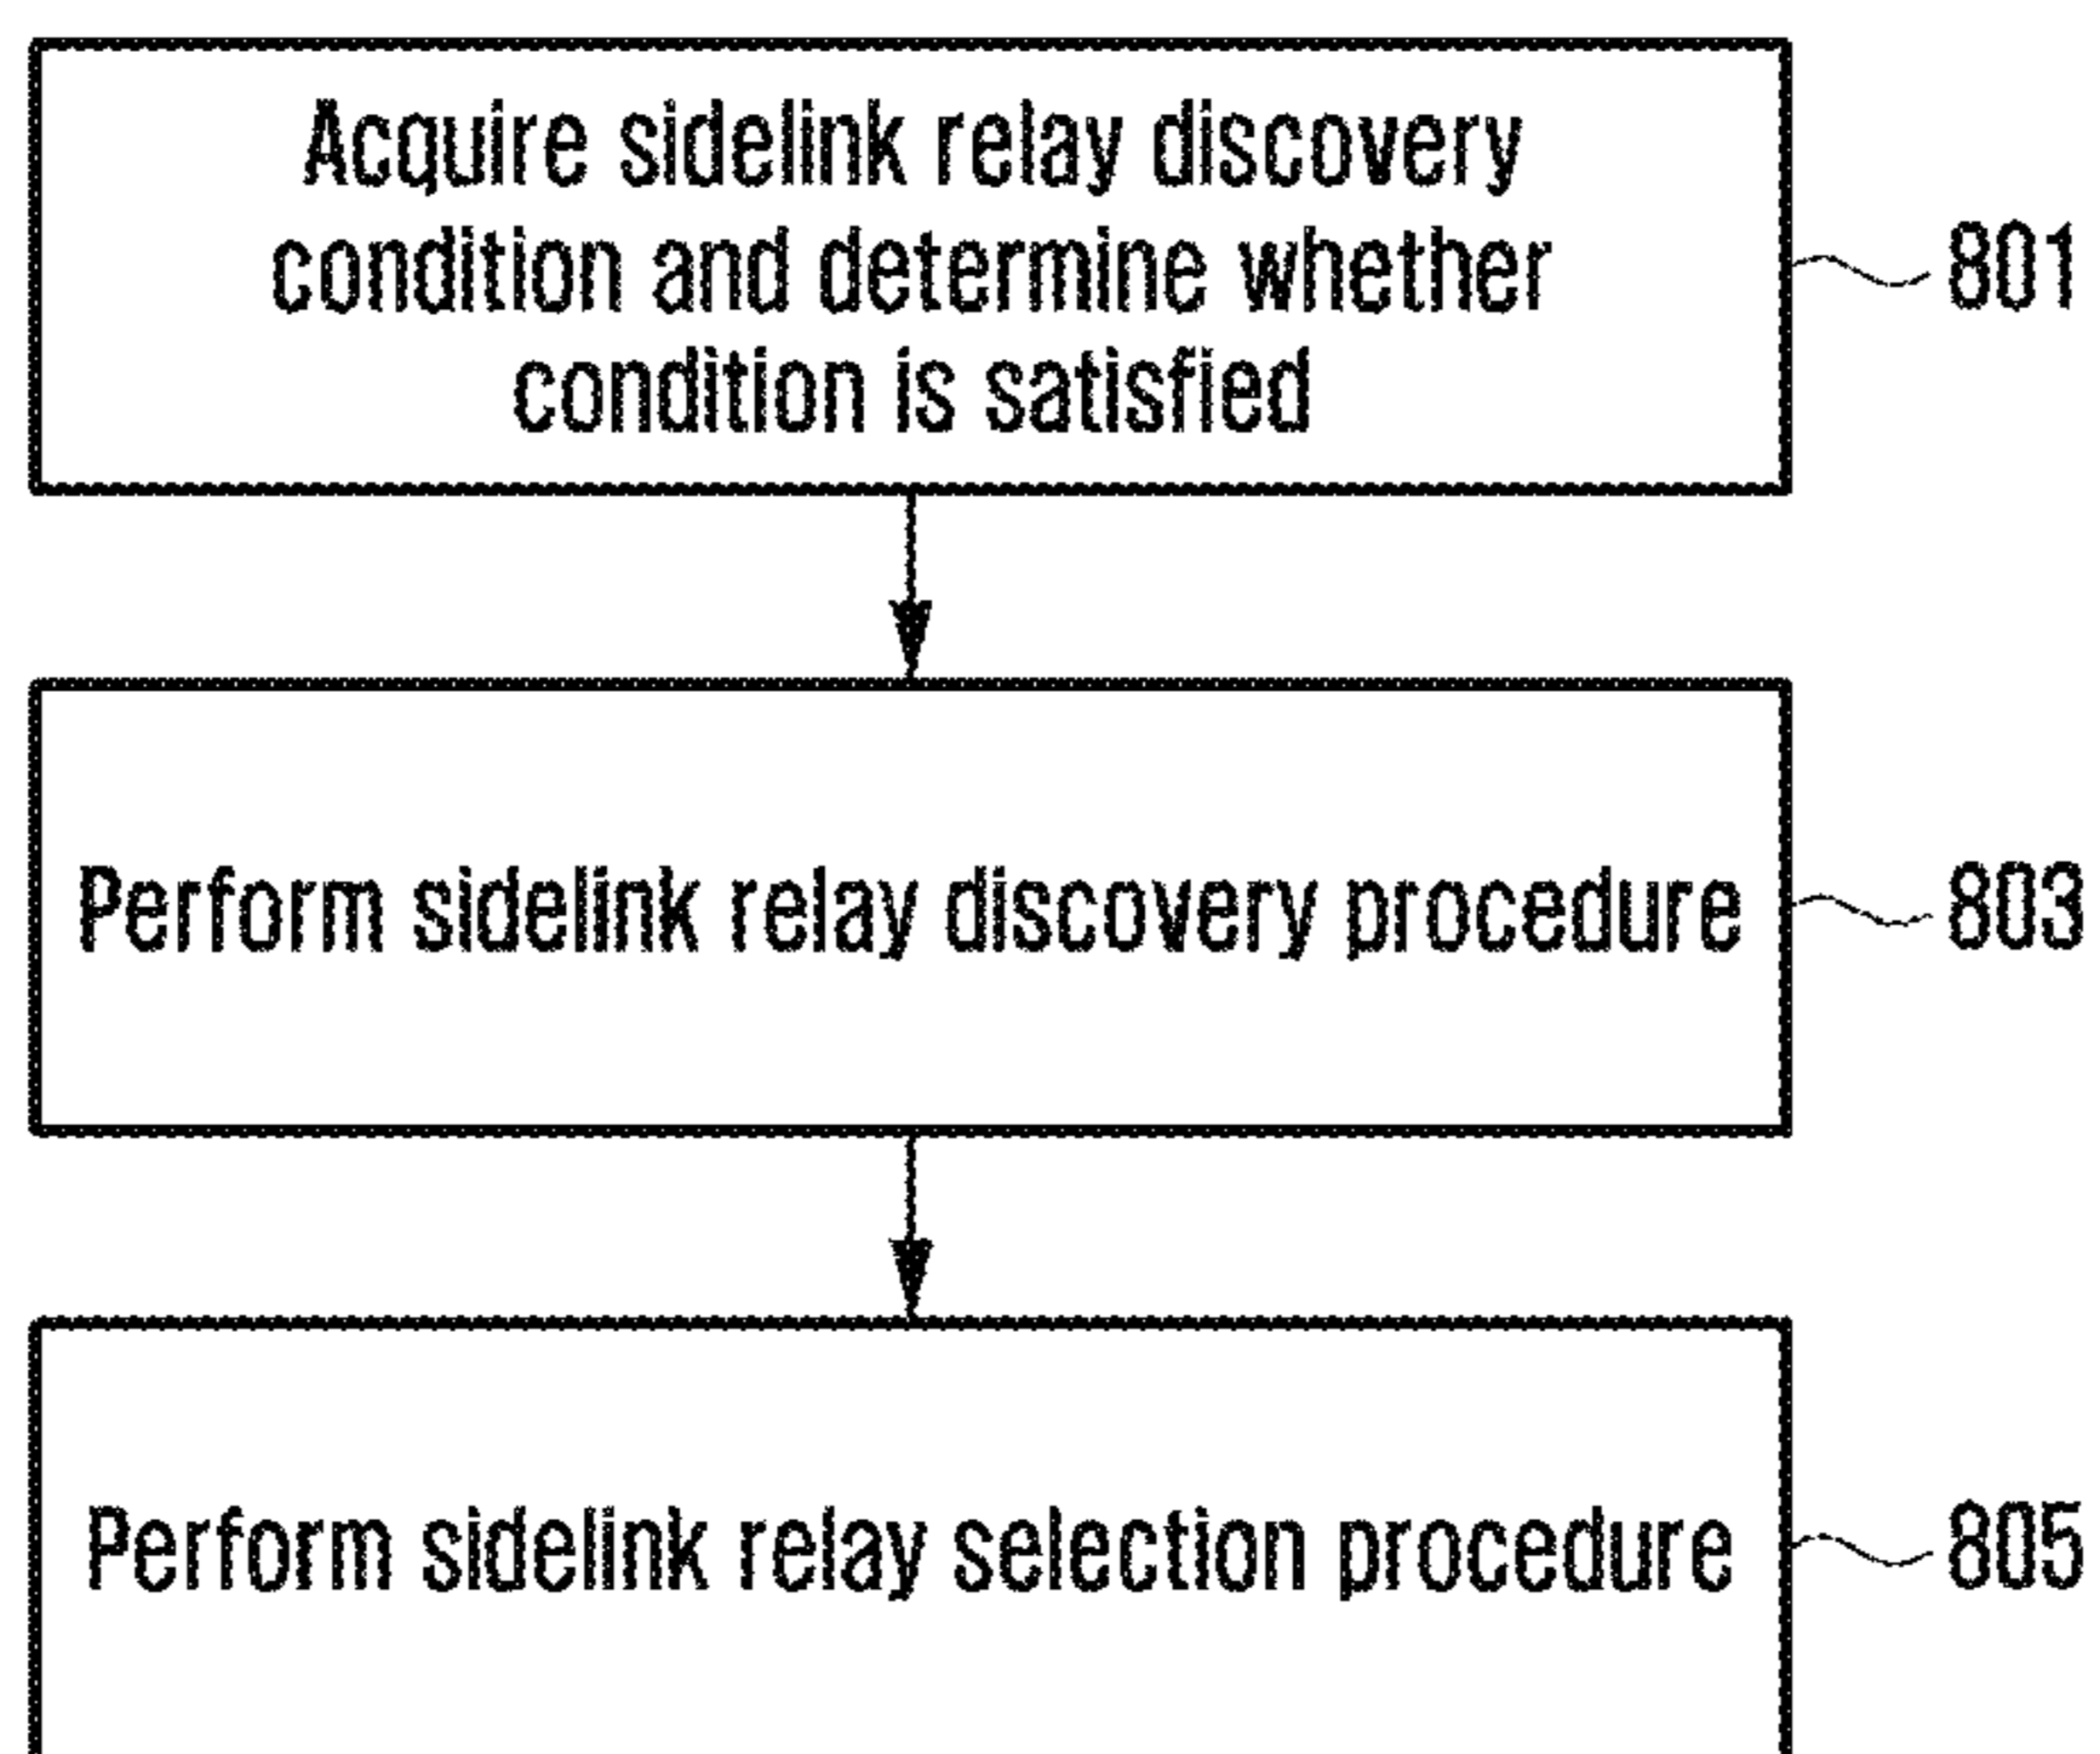 Acquire sidelink relay discovery
condition and determine whether
condition is satisfied
801
Perform sidelink relay discovery procedure
803
Perform sidelink relay selection procedure
805